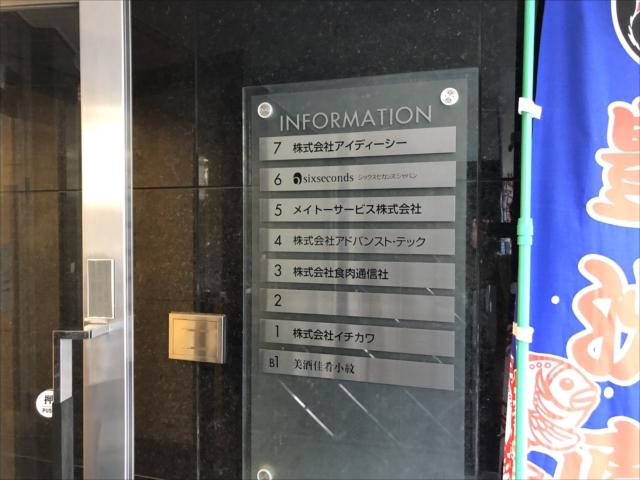 INFORMATION
7 株式会社アイディーシー
6 sixseconds シックスセカンズジャパン
5 メイトーサービス株式会社
4 株式会社アドバンスト・テック
3 株式会社食肉通信社
2
1 株式会社イチカワ
B1 美酒佳肴小紋
押
PUSH